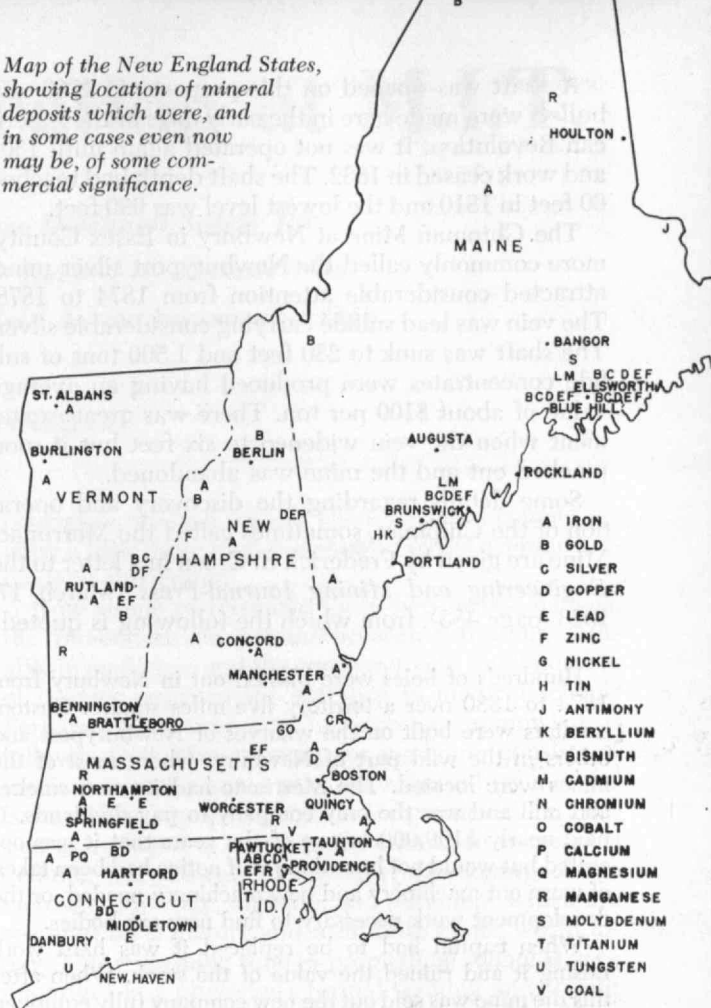 B
Map of the New England States,
showing location of mineral
deposits which were, and
in some cases even now
may be, of some com-
mercial significance.
R
HOULTON
A
J
MAINE
B
BANGOR
LM BCDEF
ELLSWORTH
BCDEF BCDEF
BLUE HILL
ST. ALBANS
A
B
BERLIN
AUGUSTA
BURLINGTON
ROCKLAND
A
A
B
LM
BCDEF
VERMONT
DEF
NEW
BRUNSWICK
S
F
A
HK
HAMPSHIRE
PORTLAND
A
BC
DF
A
RUTLAND
A EF
B
A
CONCORD
A
R
MANCHESTER
A
A
BENNINGTON
A
BRATTLEBORO
GO
CR
EF
A
MASSACHUSETTS
A
R
BOSTON
NORTHAMPTON
A E E
WORCESTER
QUINCY
N
R
V
A
PAWTUCKET
TAUNTON
A
A PQ
BD
E
ABCD
PROVIDENCE
HARTFORD
EFR
RHODE
CONNECTICUT
BD
MIDDLETOWN
E
DANBURY
NEW HAVEN
A IRON
B GOLD
C SILVER
D COPPER
E LEAD
F ZINC
G NICKEL
H TIN
J ANTIMONY
K BERYLLIUM
L BISMUTH
M CADMIUM
N CHROMIUM
O COBALT
P IRIDIUM
Q MAGNESIUM
R MANGANESE
S MOLYBDENUM
T TITANIUM
U TUNGSTEN
V COAL